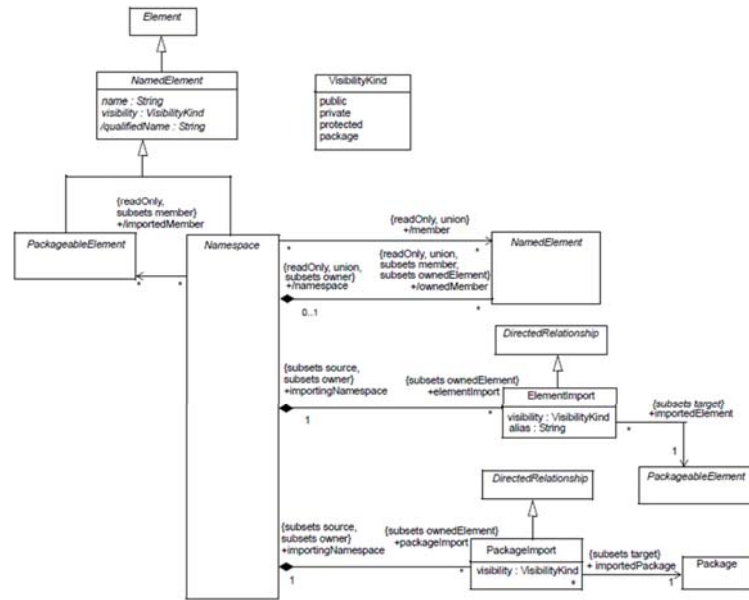 Element
NamedElement
name : String
visibility : VisibilityKind
/qualifiedName : String
VisibilityKind
public
private
protected
package
{readOnly,
subsets member}
+/importedMember
PackageableElement
*
*
Namespace
{readOnly, union}
+/member
*
*
NamedElement
{readOnly, union,
subsets owner}
+/namespace
0..1
{readOnly, union,
subsets member,
subsets ownedElement}
+/ownedMember
*
DirectedRelationship
{subsets source,
subsets owner}
+importingNamespace
1
{subsets ownedElement}
+elementImport
*
ElementImport
visibility : VisibilityKind
alias : String
{subsets target}
+importedElement
*
1
PackageableElement
DirectedRelationship
{subsets source,
subsets owner}
+importingNamespace
1
{subsets ownedElement}
+packageImport
*
PackageImport
visibility : VisibilityKind
{subsets target}
+ importedPackage
*
1
Package